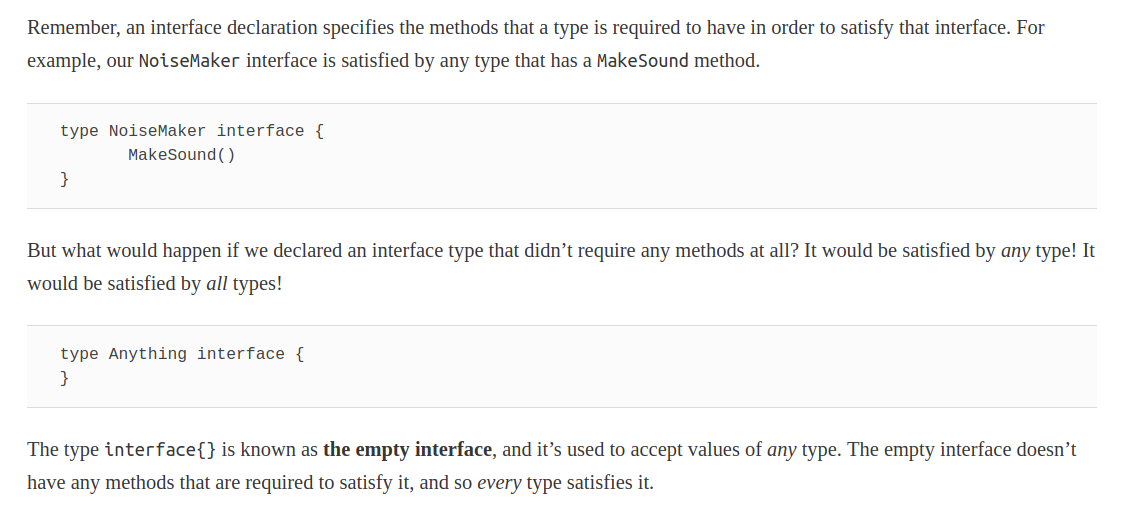 Remember, an interface declaration specifies the methods that a type is required to have in order to satisfy that interface. For
example, our NoiseMaker interface is satisfied by any type that has a MakeSound method.
type NoiseMaker interface {
MakeSound()
}
But what would happen if we declared an interface type that didn’t require any methods at all? It would be satisfied by any type! It
would be satisfied by all types!
type Anything interface {
}
The type interface{} is known as the empty interface, and it’s used to accept values of any type. The empty interface doesn’t
have any methods that are required to satisfy it, and so every type satisfies it.